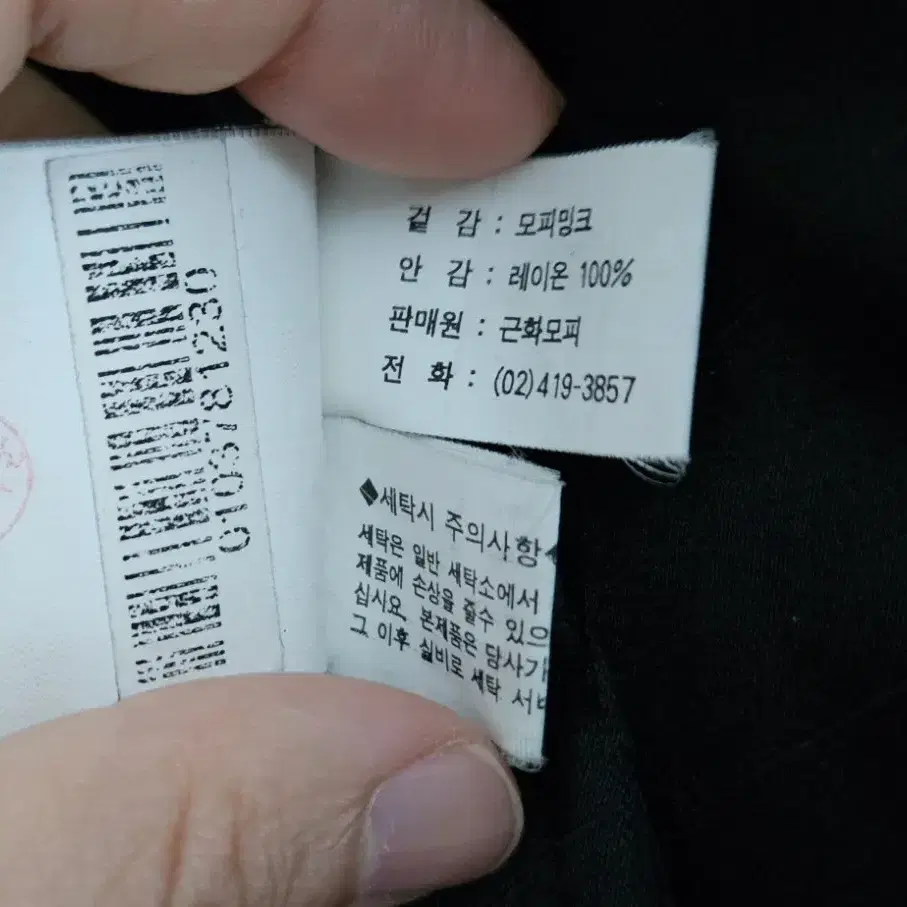 겉 감 : 모피밍크
안 감 : 레이온 100%
판매원 : 근화모피
전 화 : (02)419-3857
◆세탁시 주의사항
세탁은 일반 세탁소에서
제품에 손상을 줄수 있으
십시요. 본제품은 당사가
그 이후 실비로 세탁 서비